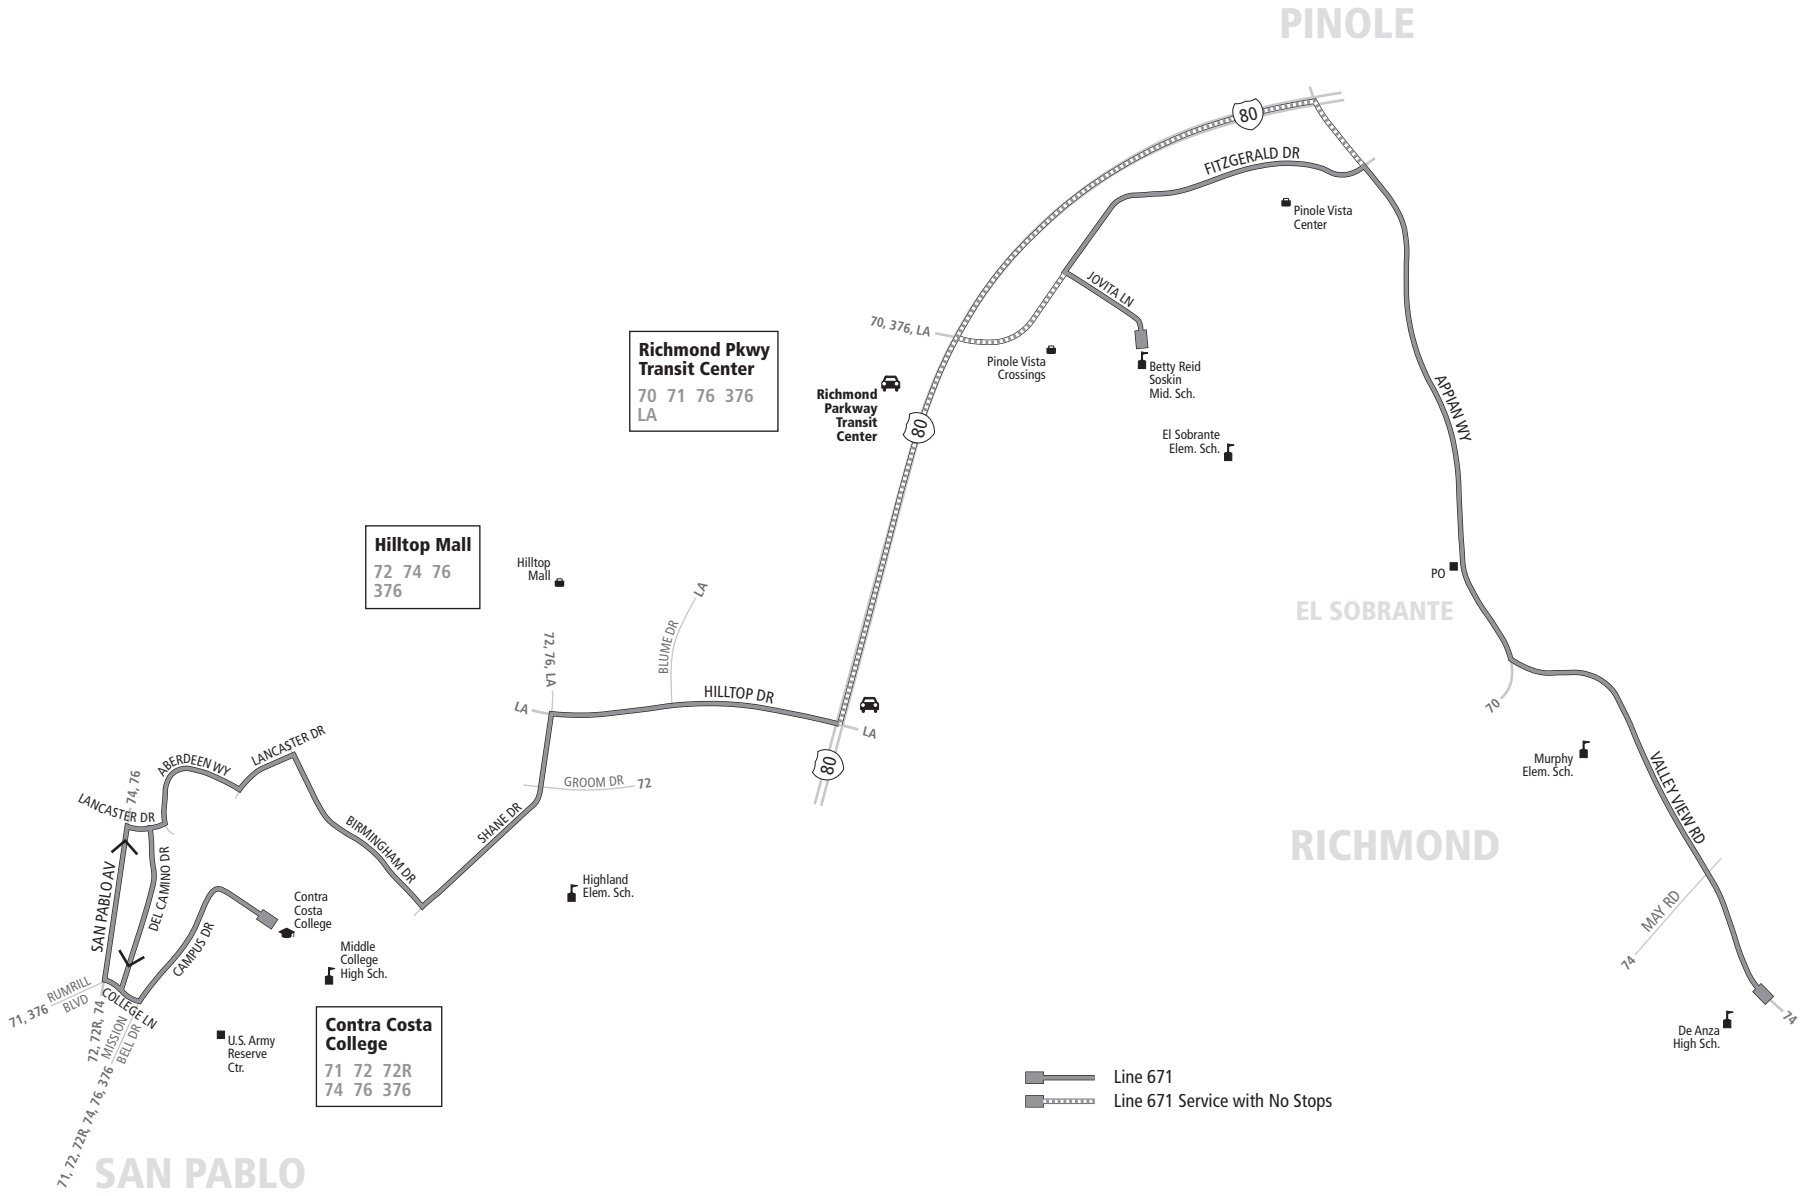 PINOLE
80
FITZGERALD DR
Pinole Vista
Center
JOVITA LN
70, 376, LA
Richmond Pkwy
Transit Center
70 71 76 376
LA
Pinole Vista
Crossings
Betty Reid
Soskin
Mid. Sch.
Richmond
Parkway
Transit
Center
80
APPIAN WY
El Sobrante
Elem. Sch.
Hilltop Mall
72 74 76
376
Hilltop
Mall
PO
EL SOBRANTE
LA
BLUME DR
72, 76, LA
HILLTOP DR
LA
LA
70
80
LANCASTER DR
ABERDEEN WY
74, 76
LANCASTER DR
GROOM DR
72
Murphy
Elem. Sch.
VALLEY VIEW RD
SHANE DR
BIRMINGHAM DR
RICHMOND
SAN PABLO AV
DEL CAMINO DR
CAMPUS DR
Contra
Costa
College
Highland
Elem. Sch.
MAY RD
74
Middle
College
High Sch.
RUMRILL
BLVD
71, 376
COLLEGE LN
72, 72R, 74
MISSION
BELL DR
71, 72, 72R, 74, 76, 376
U.S. Army
Reserve
Ctr.
Contra Costa
College
71 72 72R
74 76 376
74
De Anza
High Sch.
Line 671
Line 671 Service with No Stops
SAN PABLO